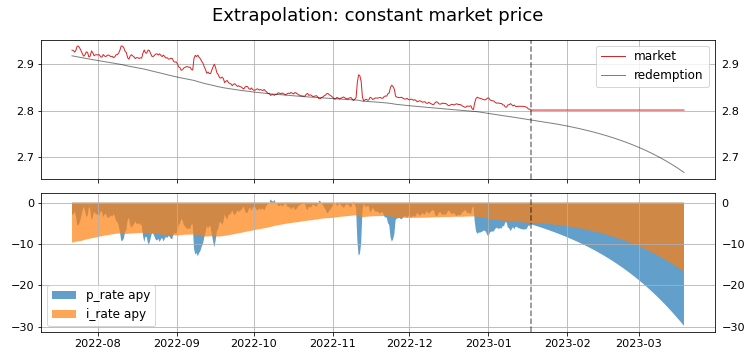 Extrapolation: constant market price
2.9
2.8
2.7
market
redemption
2.9
2.8
2.7
0
−10
−20
−30
p_rate apy
i_rate apy
0
−10
−20
−30
2022-08 2022-09 2022-10 2022-11 2022-12 2023-01 2023-02 2023-03